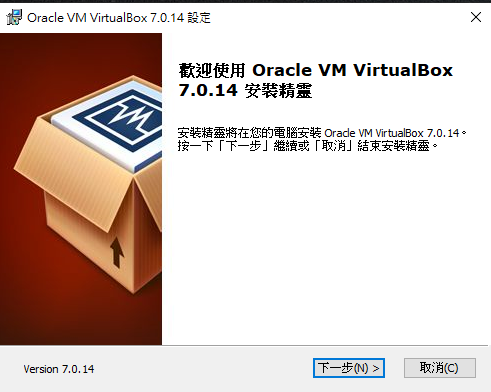 Oracle VM VirtualBox 7.0.14 設定
歡迎使用 Oracle VM VirtualBox
7.0.14 安裝精靈
安裝精靈將在您的電腦安裝 Oracle VM VirtualBox 7.0.14。
按一下「下一步」繼續或「取消」結束安裝精靈。
Version 7.0.14
下一步(N) >
取消(C)